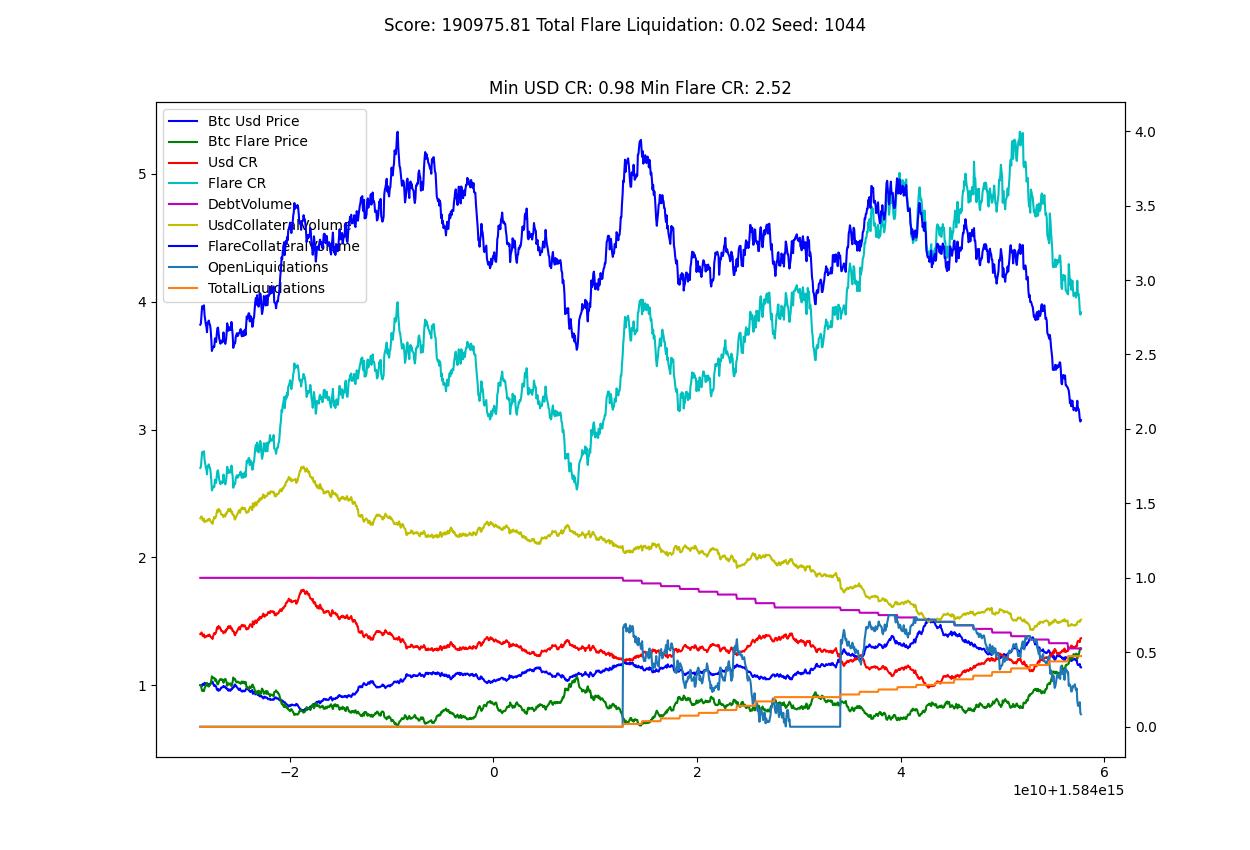 Score: 190975.81 Total Flare Liquidation: 0.02 Seed: 1044
Min USD CR: 0.98 Min Flare CR: 2.52
Btc Usd Price
Btc Flare Price
Usd CR
Flare CR
DebtVolume
UsdCollateralVolume
FlareCollateralVolume
OpenLiquidations
TotalLiquidations
5
4
3
2
1
4.0
3.5
3.0
2.5
2.0
1.5
1.0
0.5
0.0
−2
0
2
4
6
1e10+1.584e15